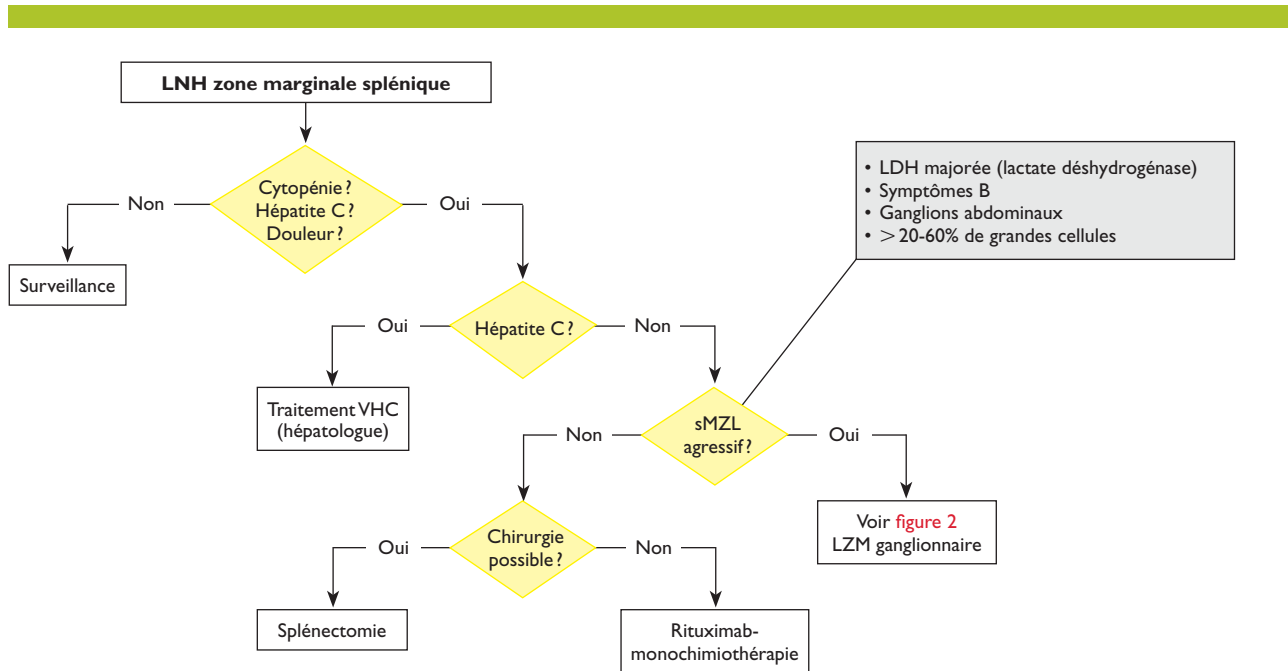 LNH zone marginale splénique
Cytopénie ?
Hépatite C ?
Douleur ?
Non
Oui
Surveillance
• LDH majorée (lactate déshydrogénase)
• Symptômes B
• Ganglions abdominaux
• > 20-60% de grandes cellules
Hépatite C ?
Oui
Non
Traitement VHC
(hépatologue)
sMZL
agressif ?
Non
Oui
Voir figure 2
LZM ganglionnaire
Chirurgie
possible ?
Oui
Non
Splénectomie
Rituximab-
monochimiothérapie